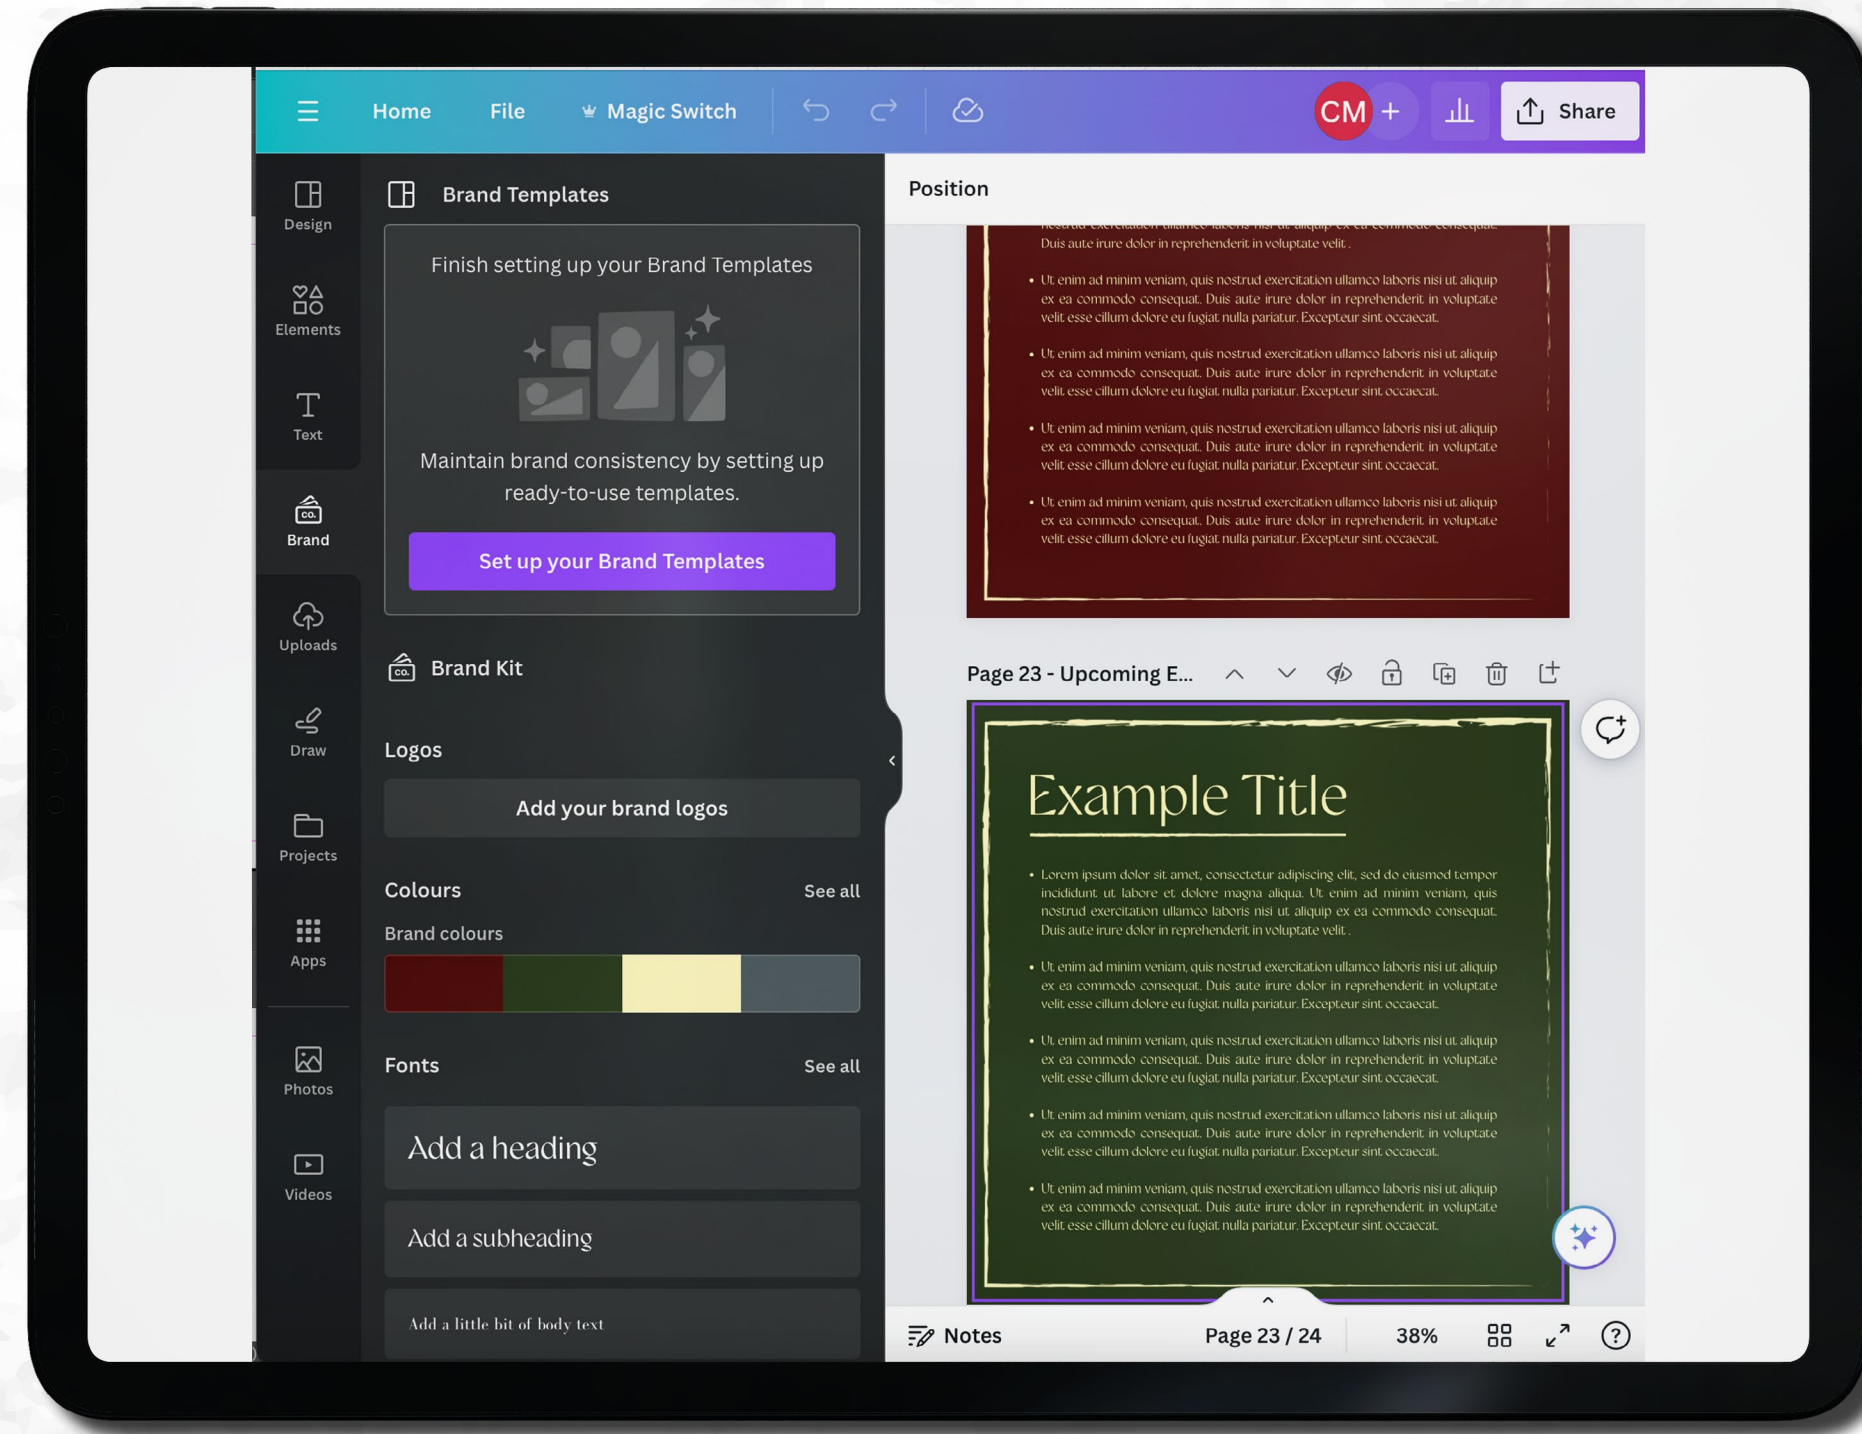 Home File Magic Switch CM + Share
Design
Elements
Text
Brand
Uploads
Draw
Projects
Apps
Photos
Videos
Brand Templates
Finish setting up your Brand Templates
Maintain brand consistency by setting up
ready-to-use templates.
Set up your Brand Templates
co. Brand Kit
Logos
Add your brand logos
Colours See all
Brand colours
Fonts See all
Add a heading
Add a subheading
Add a little bit of body text
Position
nostrud exercitation ullamco laboris nisi ut aliquip ex ea commodo consequat.
Duis aute irure dolor in reprehenderit in voluptate velit .
• Ut enim ad minim veniam, quis nostrud exercitation ullamco laboris nisi ut aliquip
ex ea commodo consequat. Duis aute irure dolor in reprehenderit in voluptate
velit esse cillum dolore eu fugiat nulla pariatur. Excepteur sint occaecat.
• Ut enim ad minim veniam, quis nostrud exercitation ullamco laboris nisi ut aliquip
ex ea commodo consequat. Duis aute irure dolor in reprehenderit in voluptate
velit esse cillum dolore eu fugiat nulla pariatur. Excepteur sint occaecat.
• Ut enim ad minim veniam, quis nostrud exercitation ullamco laboris nisi ut aliquip
ex ea commodo consequat. Duis aute irure dolor in reprehenderit in voluptate
velit esse cillum dolore eu fugiat nulla pariatur. Excepteur sint occaecat.
• Ut enim ad minim veniam, quis nostrud exercitation ullamco laboris nisi ut aliquip
ex ea commodo consequat. Duis aute irure dolor in reprehenderit in voluptate
velit esse cillum dolore eu fugiat nulla pariatur. Excepteur sint occaecat.
Page 23 - Upcoming E...
Example Title
• Lorem ipsum dolor sit amet, consectetur adipiscing elit, sed do eiusmod tempor
incididunt ut labore et dolore magna aliqua. Ut enim ad minim veniam, quis
nostrud exercitation ullamco laboris nisi ut aliquip ex ea commodo consequat.
Duis aute irure dolor in reprehenderit in voluptate velit .
• Ut enim ad minim veniam, quis nostrud exercitation ullamco laboris nisi ut aliquip
ex ea commodo consequat. Duis aute irure dolor in reprehenderit in voluptate
velit esse cillum dolore eu fugiat nulla pariatur. Excepteur sint occaecat.
• Ut enim ad minim veniam, quis nostrud exercitation ullamco laboris nisi ut aliquip
ex ea commodo consequat. Duis aute irure dolor in reprehenderit in voluptate
velit esse cillum dolore eu fugiat nulla pariatur. Excepteur sint occaecat.
• Ut enim ad minim veniam, quis nostrud exercitation ullamco laboris nisi ut aliquip
ex ea commodo consequat. Duis aute irure dolor in reprehenderit in voluptate
velit esse cillum dolore eu fugiat nulla pariatur. Excepteur sint occaecat.
• Ut enim ad minim veniam, quis nostrud exercitation ullamco laboris nisi ut aliquip
ex ea commodo consequat. Duis aute irure dolor in reprehenderit in voluptate
velit esse cillum dolore eu fugiat nulla pariatur. Excepteur sint occaecat.
Notes Page 23 / 24 38% ?